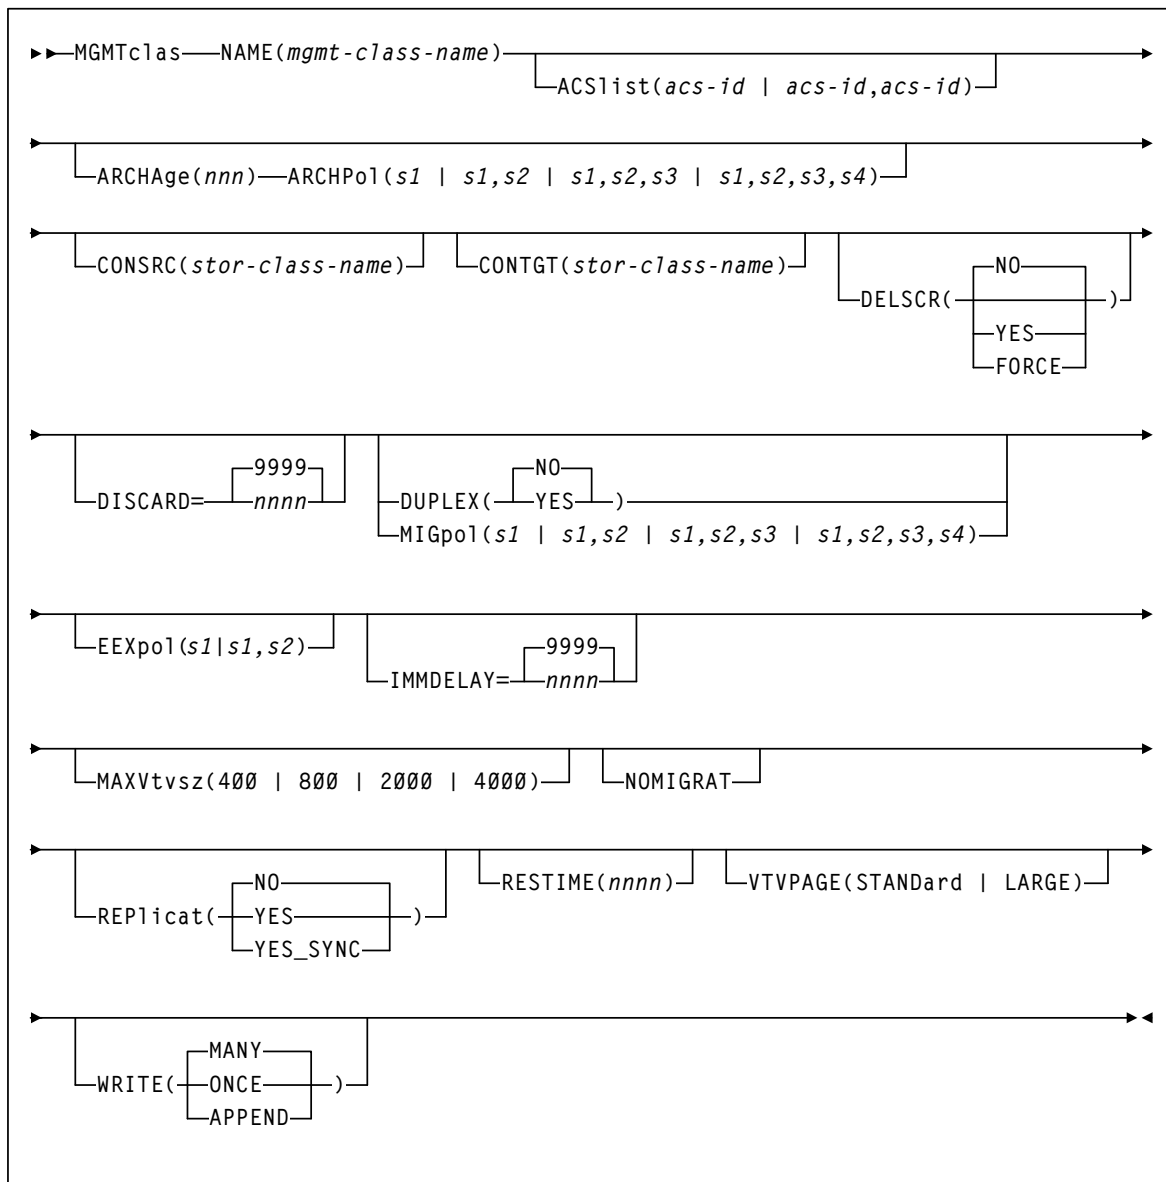 MGMTclas NAME(mgmt-class-name)
ACSlist(acs-id | acs-id,acs-id)
ARCHAge(nnn) ARCHPol(s1 | s1,s2 | s1,s2,s3 | s1,s2,s3,s4)
CONSRC(stor-class-name) CONTGT(stor-class-name)
NO
DELSCR( )
YES
FORCE
9999
DISCARD= nnnn
NO
DUPLEX( YES )
MIGpol(s1 | s1,s2 | s1,s2,s3 | s1,s2,s3,s4)
EEXpol(s1|s1,s2)
9999
IMMDELAY= nnnn
MAXVtvsz(400 | 800 | 2000 | 4000) NOMIGRAT
NO
REPlicat( YES )
YES_SYNC
RESTIME(nnnn) VTVPAGE(STANDard | LARGE)
MANY
WRITE( ONCE )
APPEND